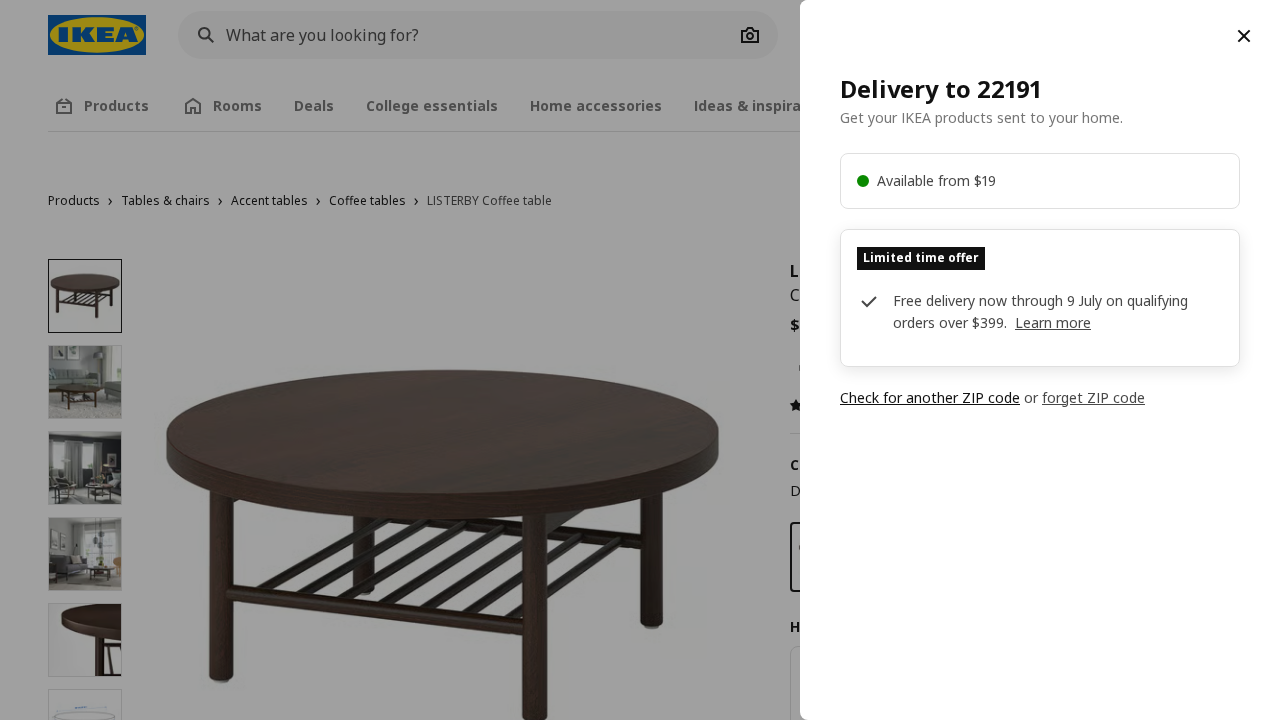 IKEA
What are you looking for?
Products
Rooms
Deals
College essentials
Home accessories
Ideas & inspira
Products › Tables & chairs › Accent tables › Coffee tables › LISTERBY Coffee table
L
C
$
C
D
H
Delivery to 22191
Get your IKEA products sent to your home.
Available from $19
Limited time offer
Free delivery now through 9 July on qualifying
orders over $399. Learn more
Check for another ZIP code or forget ZIP code